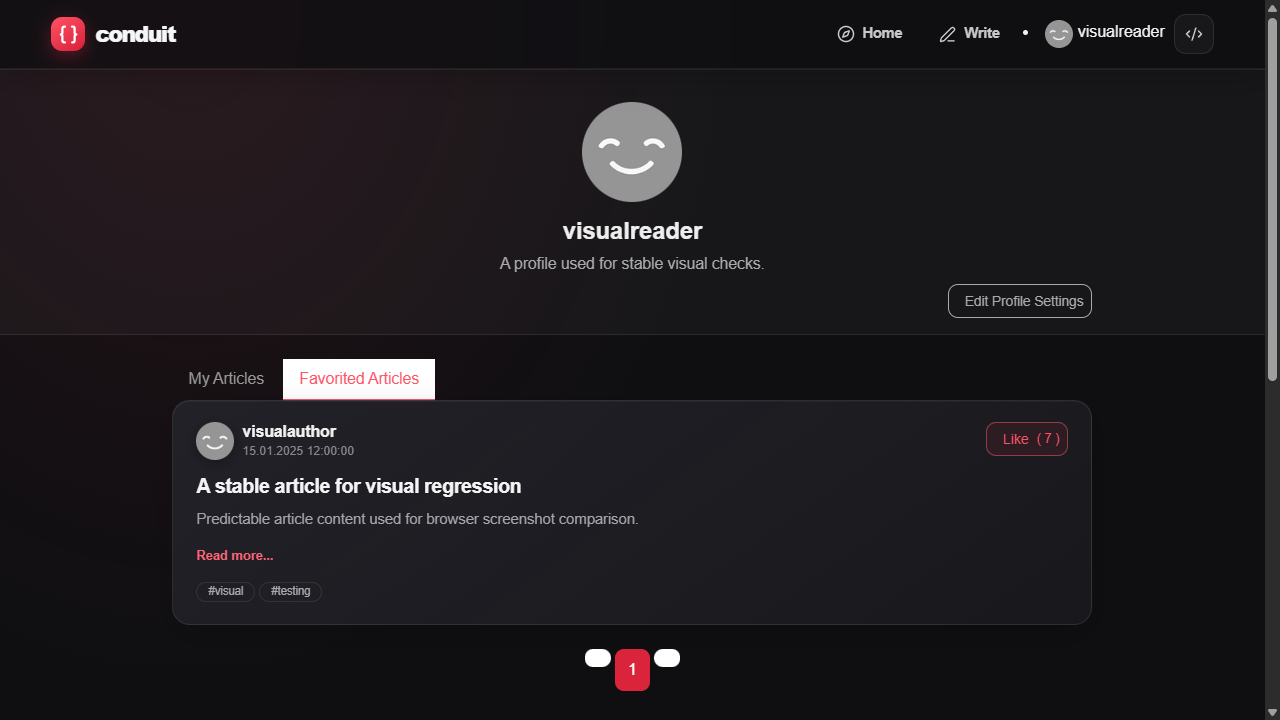 { } conduit
Home
Write
visualreader
</>
visualreader
A profile used for stable visual checks.
Edit Profile Settings
My Articles
Favorited Articles
visualauthor
15.01.2025 12:00:00
Like ( 7 )
A stable article for visual regression
Predictable article content used for browser screenshot comparison.
Read more...
#visual
#testing
1